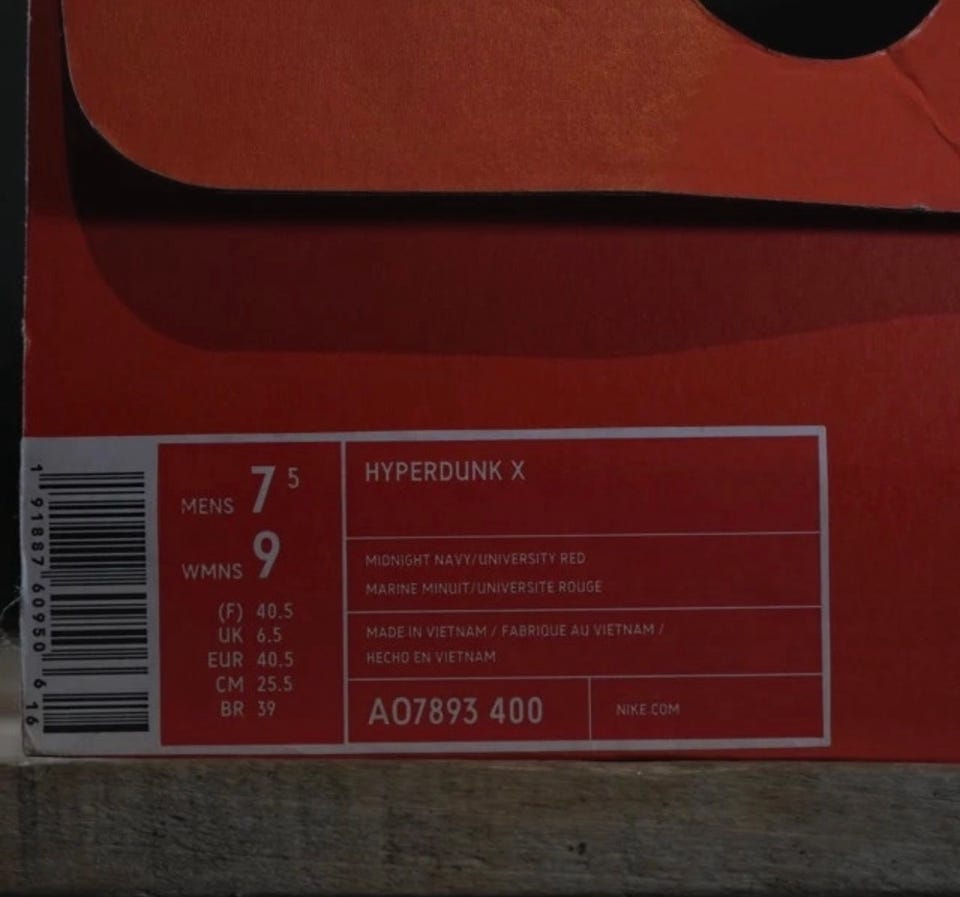 1 91887 60950 6 16
MENS 7 5
WMNS 9
(F) 40.5
UK 6.5
EUR 40.5
CM 25.5
BR 39
HYPERDUNK X
MIDNIGHT NAVY/UNIVERSITY RED
MARINE MINUIT/UNIVERSITE ROUGE
MADE IN VIETNAM / FABRIQUE AU VIETNAM /
HECHO EN VIETNAM
AO7893 400
NIKE.COM